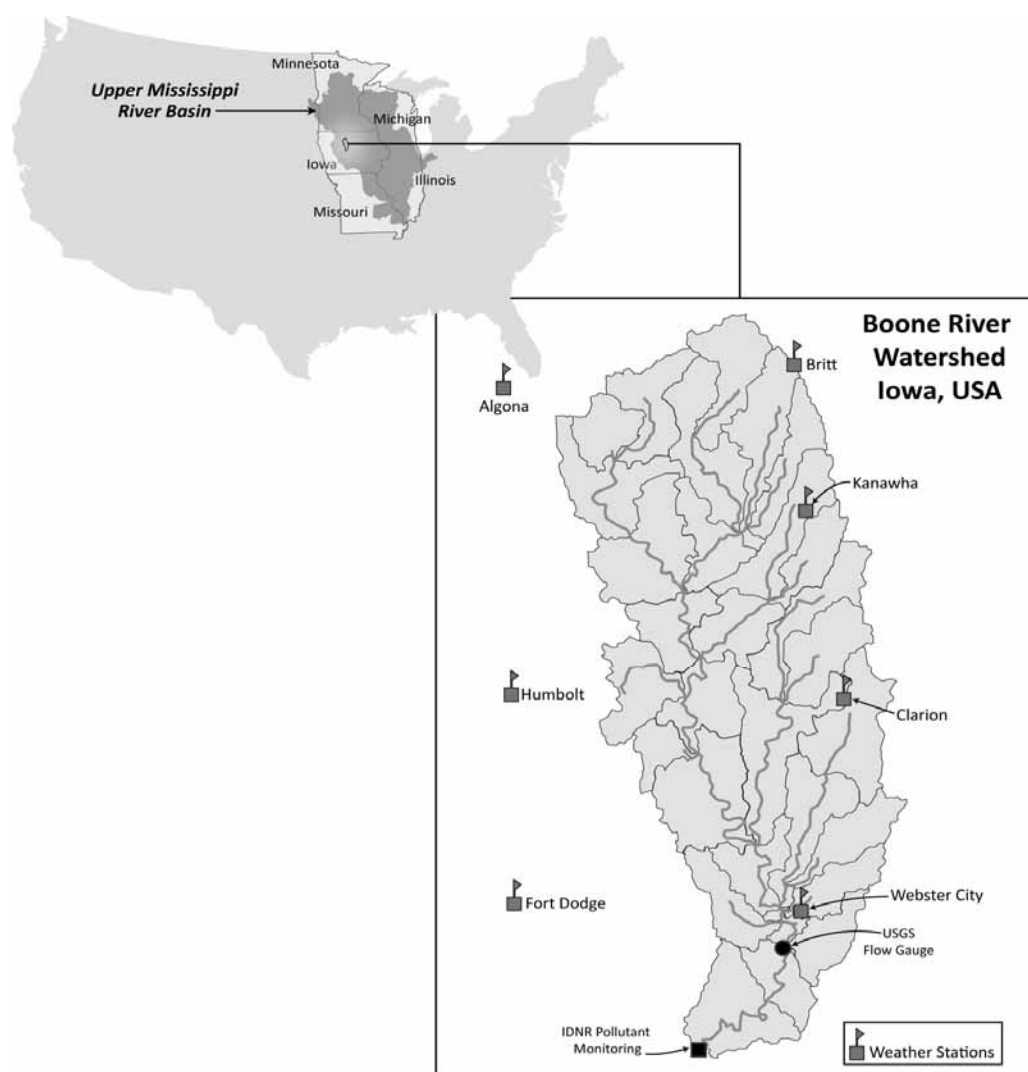 Minnesota
Upper Mississippi
River Basin
Michigan
Iowa
Illinois
Missouri
Boone River
Watershed
Iowa, USA
Britt
Algona
Kanawha
Humbolt
Clarion
Webster City
Fort Dodge
USGS
Flow Gauge
IDNR Pollutant
Monitoring
Weather Stations